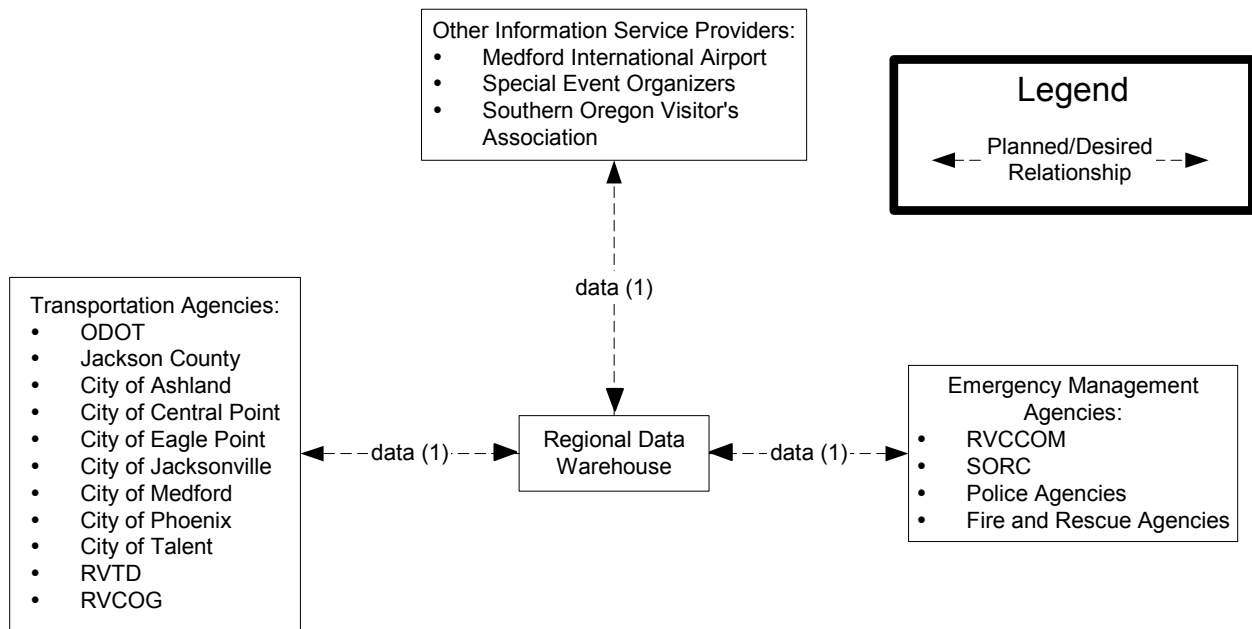 Other Information Service Providers:
• Medford International Airport
• Special Event Organizers
• Southern Oregon Visitor's
Association
Legend
Planned/Desired
Relationship
data (1)
Transportation Agencies:
• ODOT
• Jackson County
• City of Ashland
• City of Central Point
• City of Eagle Point
• City of Jacksonville
• City of Medford
• City of Phoenix
• City of Talent
• RVTD
• RVCOG
data (1)
Regional Data
Warehouse
data (1)
Emergency Management
Agencies:
• RVCCOM
• SORC
• Police Agencies
• Fire and Rescue Agencies